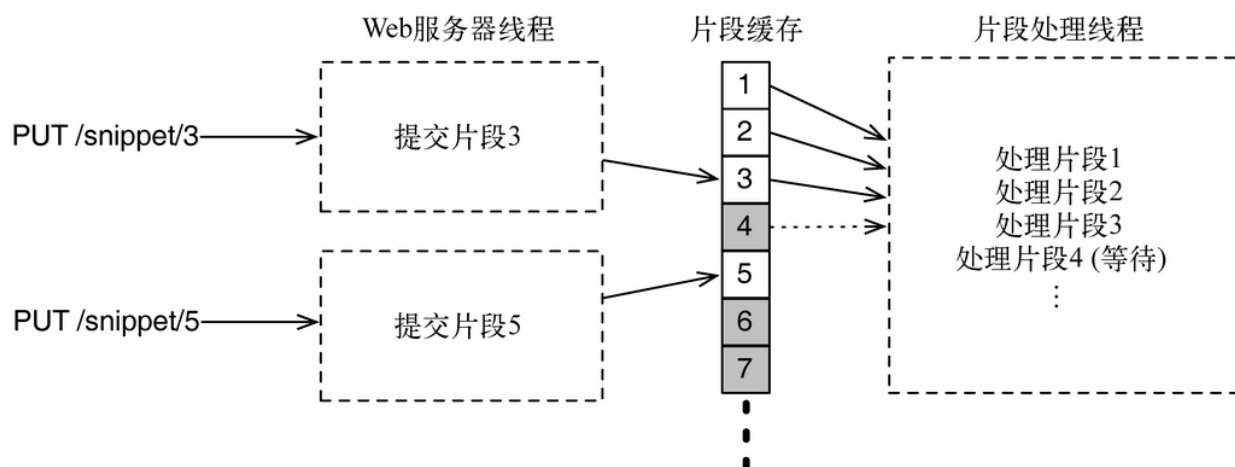 Web服务器线程
片段缓存
片段处理线程
PUT /snippet/3
提交片段3
PUT /snippet/5
提交片段5
1
2
3
4
5
6
7
处理片段1
处理片段2
处理片段3
处理片段4 (等待)
⋮